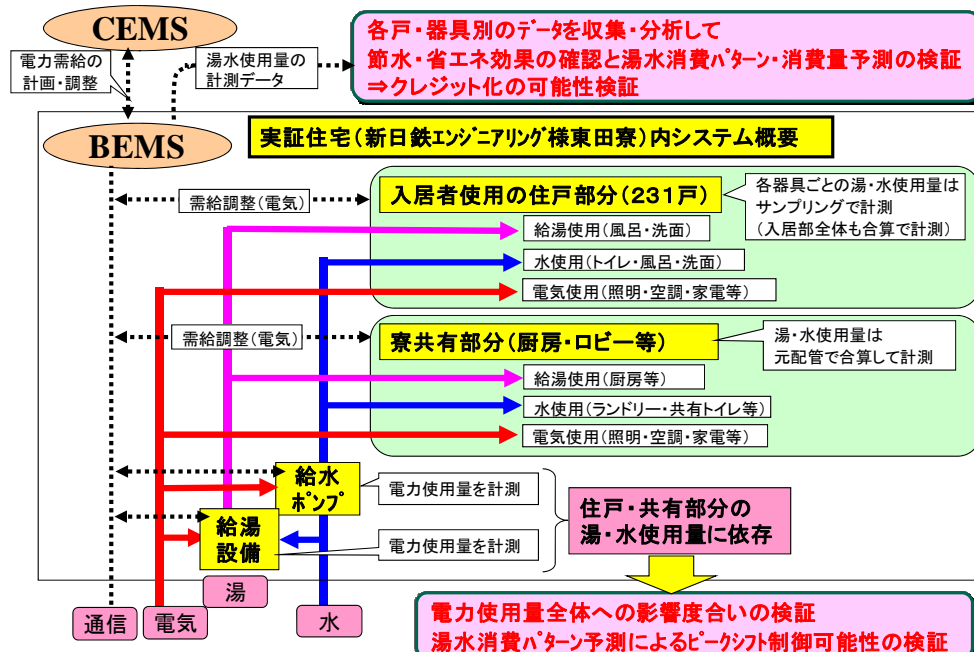 CEMS
電力需給の
計画・調整
湯水使用量の
計測データ
各戸・器具別のデータを収集・分析して
節水・省エネ効果の確認と湯水消費パターン・消費量予測の検証
⇒クレジット化の可能性検証
BEMS
実証住宅(新日鉄エンジニアリング様東田寮)内システム概要
需給調整(電気)
入居者使用の住戸部分(231戸)
各器具ごとの湯・水使用量は
サンプリングで計測
(入居部全体も合算で計測)
給湯使用(風呂・洗面)
水使用(トイレ・風呂・洗面)
電気使用(照明・空調・家電等)
需給調整(電気)
寮共有部分(厨房・ロビー等)
湯・水使用量は
元配管で合算して計測
給湯使用(厨房等)
水使用(ランドリー・共有トイレ等)
電気使用(照明・空調・家電等)
給水
ポンプ
電力使用量を計測
給湯
設備
電力使用量を計測
住戸・共有部分の
湯・水使用量に依存
通信
電気
湯
水
電力使用量全体への影響度合いの検証
湯水消費パターン予測によるピークシフト制御可能性の検証